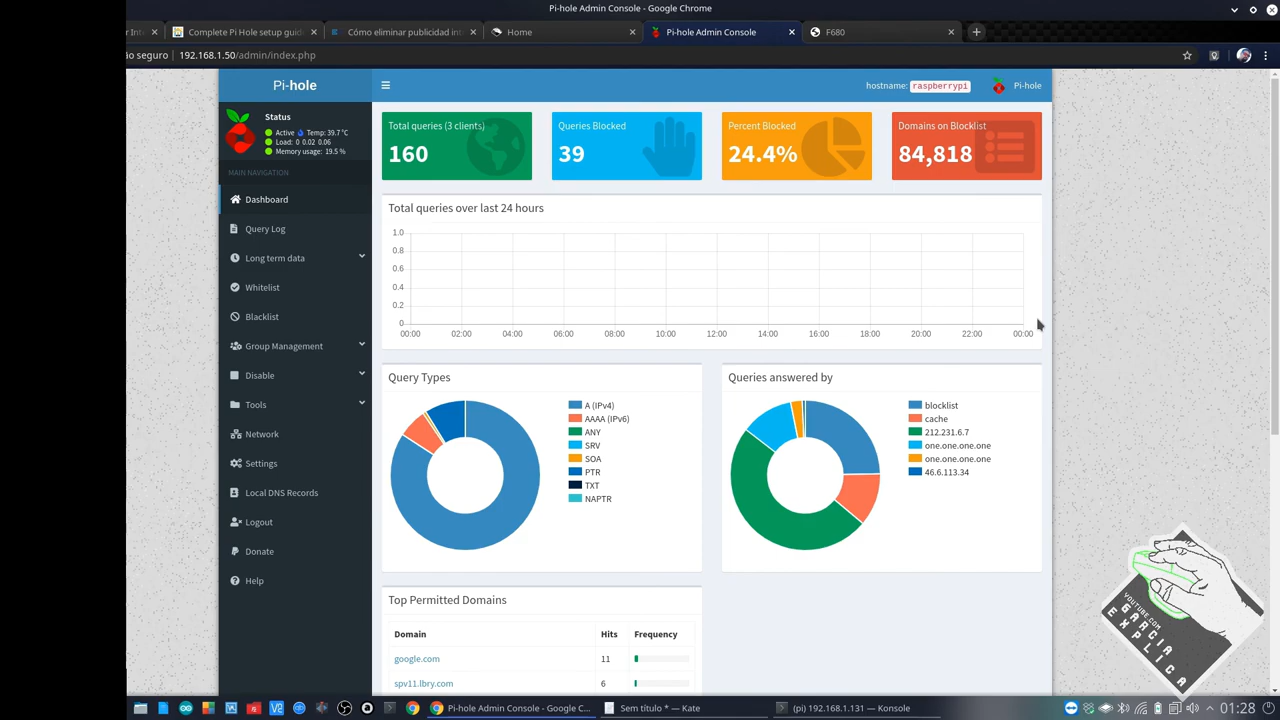 Pi-hole Admin Console - Google Chrome
r Int
Complete Pi Hole setup guid
Cómo eliminar publicidad int
Home
Pi-hole Admin Console
F680
ão seguro
192.168.1.50/admin/index.php
Pi-hole
hostname: raspberrypi
Pi-hole
Status
Active Temp: 39.7 °C
Load: 0 0.02 0.06
Memory usage: 19.5 %
MAIN NAVIGATION
Dashboard
Query Log
Long term data
Whitelist
Blacklist
Group Management
Disable
Tools
Network
Settings
Local DNS Records
Logout
Donate
Help
Total queries (3 clients)
160
Queries Blocked
39
Percent Blocked
24.4%
Domains on Blocklist
84,818
Total queries over last 24 hours
1.0
0.8
0.6
0.4
0.2
0
00:00 02:00 04:00 06:00 08:00 10:00 12:00 14:00 16:00 18:00 20:00 22:00 00:00
Query Types
A (IPv4)
AAAA (IPv6)
ANY
SRV
SOA
PTR
TXT
NAPTR
Queries answered by
blocklist
cache
212.231.6.7
one.one.one.one
one.one.one.one
46.6.113.34
Top Permitted Domains
Domain Hits Frequency
google.com 11
spv11.lbry.com 6
YOUTUBE.COM
GARCIA
EXPLICA
Pi-hole Admin Console - Google C...
Sem título * — Kate
(pi) 192.168.1.131 — Konsole
01:28